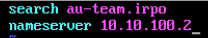 search au-team.irpo
nameserver 10.10.100.2
~